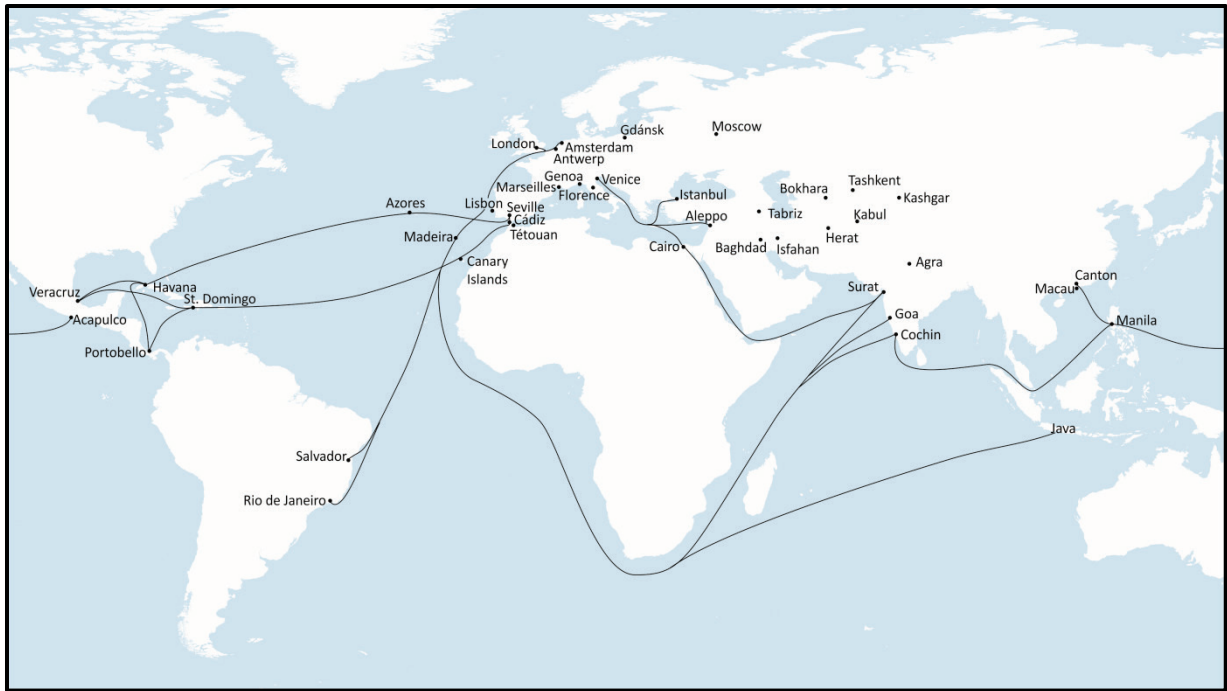 Gdánsk
Moscow
London
Amsterdam
Antwerp
Genoa
Venice
Marseilles
Florence
Istanbul
Tashkent
Bokhara
Kashgar
Azores
Lisbon
Seville
Cádiz
Tétouan
Aleppo
Tabriz
Kabul
Herat
Madeira
Cairo
Baghdad
Isfahan
Canary
Islands
Agra
Canton
Macau
Veracruz
Havana
St. Domingo
Surat
Acapulco
Goa
Manila
Cochin
Portobello
Java
Salvador
Rio de Janeiro